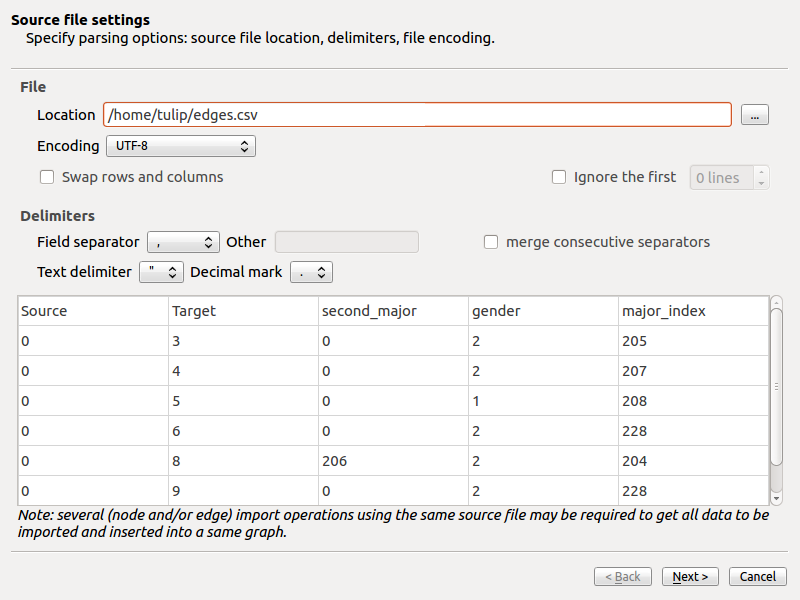 Source file settings
Specify parsing options: source file location, delimiters, file encoding.
File
Location /home/tulip/edges.csv ...
Encoding UTF-8
Swap rows and columns Ignore the first 0 lines
Delimiters
Field separator , Other merge consecutive separators
Text delimiter " Decimal mark .
Source Target second_major gender major_index
0 3 0 2 205
0 4 0 2 207
0 5 0 1 208
0 6 0 2 228
0 8 206 2 204
0 9 0 2 228
Note: several (node and/or edge) import operations using the same source file may be required to get all data to be
imported and inserted into a same graph.
< Back Next > Cancel